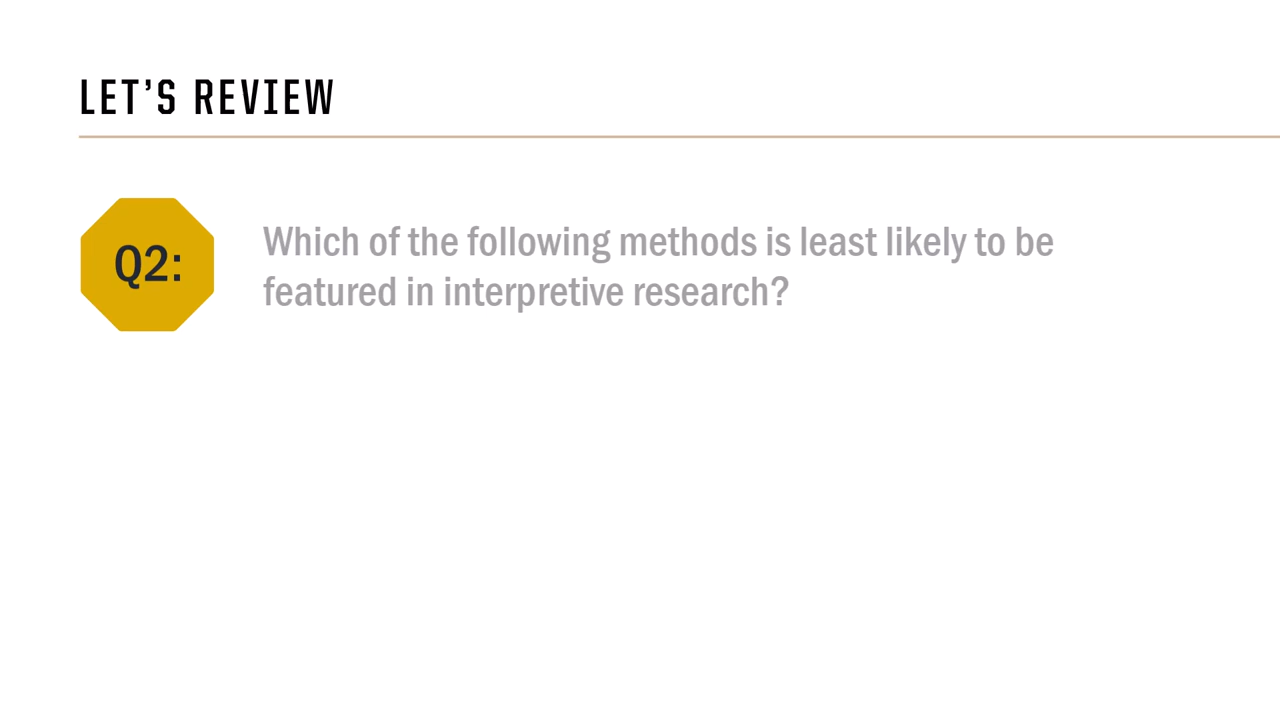 LET'S REVIEW
Q2:
Which of the following methods is least likely to be
featured in interpretive research?